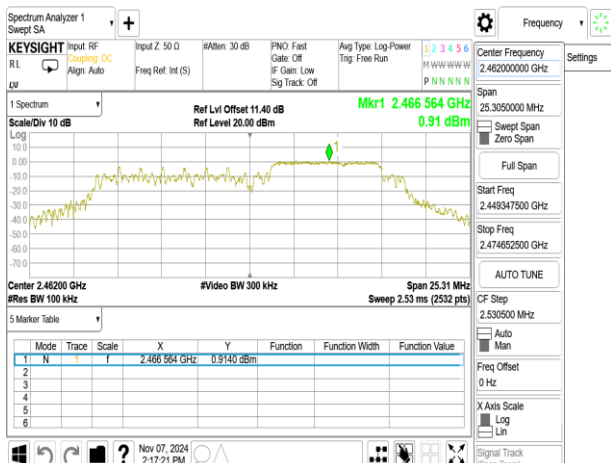 Spectrum Analyzer 1
Swept SA
+
Frequency
KEYSIGHT
Input: RF
Coupling: DC
Align: Auto
Input Z: 50 Ω
Freq Ref: Int (S)
#Atten: 30 dB
PNO: Fast
Gate: Off
IF Gain: Low
Sig Track: Off
Avg Type: Log-Power
Trig: Free Run
1 2 3 4 5 6
M W W W W W
P N N N N N
RL
LXI
Settings
Center Frequency
2.462000000 GHz
Span
25.3050000 MHz
Swept Span
Zero Span
Full Span
Start Freq
2.449347500 GHz
Stop Freq
2.474652500 GHz
AUTO TUNE
CF Step
2.530500 MHz
Auto
Man
Freq Offset
0 Hz
X Axis Scale
Log
Lin
Signal Track
1 Spectrum
Scale/Div 10 dB
Ref Lvl Offset 11.40 dB
Ref Level 20.00 dBm
Mkr1 2.466 564 GHz
0.91 dBm
Log
10.0
0.00
-10.0
-20.0
-30.0
-40.0
-50.0
-60.0
-70.0
1
Center 2.46200 GHz
#Res BW 100 kHz
#Video BW 300 kHz
Span 25.31 MHz
Sweep 2.53 ms (2532 pts)
5 Marker Table
Mode Trace Scale X Y Function Function Width Function Value
1 N 1 f 2.466 564 GHz 0.9140 dBm
2
3
4
5
6
?
Nov 07, 2024
2:17:21 PM